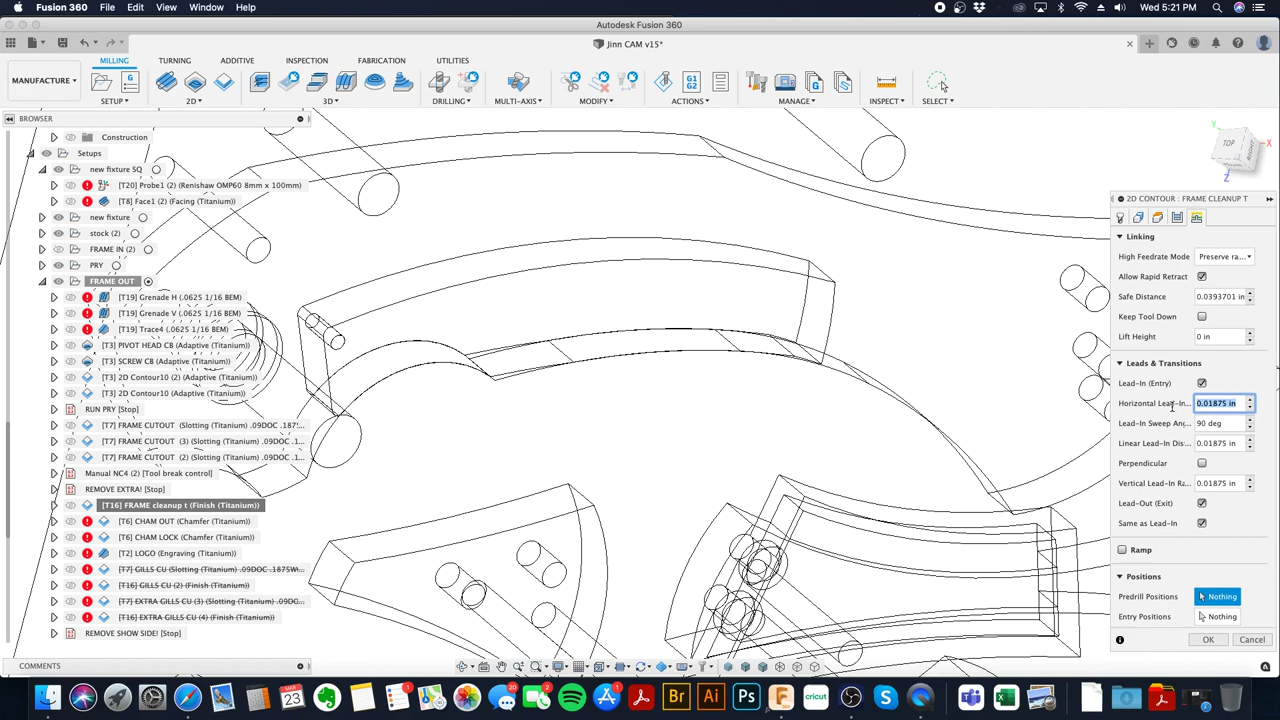 Fusion 360 File Edit View Window Help Wed 5:21 PM
Autodesk Fusion 360
Jinn CAM v15*
MILLING TURNING ADDITIVE INSPECTION FABRICATION UTILITIES
MANUFACTURE
SETUP 2D 3D DRILLING MULTI-AXIS MODIFY ACTIONS MANAGE INSPECT SELECT
G1 G2
BROWSER
Construction
Setups
new fixture SQ
[T20] Probe1 (2) (Renishaw OMP60 8mm x 100mm)
[T8] Face1 (2) (Facing (Titanium))
new fixture
stock (2)
FRAME IN (2)
PRY
FRAME OUT
[T19] Grenade H (.0625 1/16 BEM)
[T19] Grenade V (.0625 1/16 BEM)
[T19] Trace4 (.0625 1/16 BEM)
[T3] PIVOT HEAD CB (Adaptive (Titanium))
[T3] SCREW CB (Adaptive (Titanium))
[T3] 2D Contour10 (2) (Adaptive (Titanium))
[T3] 2D Contour10 (Adaptive (Titanium))
RUN PRY [Stop]
[T7] FRAME CUTOUT (Slotting (Titanium) .09DOC .187...
[T7] FRAME CUTOUT (3) (Slotting (Titanium) .09DOC .1...
[T7] FRAME CUTOUT (2) (Slotting (Titanium) .09DOC .1...
Manual NC4 (2) [Tool break control]
REMOVE EXTRA! [Stop]
[T16] FRAME cleanup t (Finish (Titanium))
[T6] CHAM OUT (Chamfer (Titanium))
[T6] CHAM LOCK (Chamfer (Titanium))
[T2] LOGO (Engraving (Titanium))
[T7] GILLS CU (Slotting (Titanium) .09DOC .1875W...
[T16] GILLS CU (2) (Finish (Titanium))
[T7] EXTRA GILLS CU (3) (Slotting (Titanium) .09D...
[T16] EXTRA GILLS CU (4) (Finish (Titanium))
REMOVE SHOW SIDE! [Stop]
COMMENTS
TOP
X
Y
Z
2D CONTOUR : FRAME CLEANUP T
Linking
High Feedrate Mode Preserve ra...
Allow Rapid Retract
Safe Distance 0.0393701 in
Keep Tool Down
Lift Height 0 in
Leads & Transitions
Lead-In (Entry)
Horizontal Lead-In... 0.01875 in
Lead-In Sweep Ang... 90 deg
Linear Lead-In Dis... 0.01875 in
Perpendicular
Vertical Lead-In Ra... 0.01875 in
Lead-Out (Exit)
Same as Lead-In
Ramp
Positions
Predrill Positions Nothing
Entry Positions Nothing
OK Cancel
MAR 23
20
2
1
Br Ai Ps
cricut